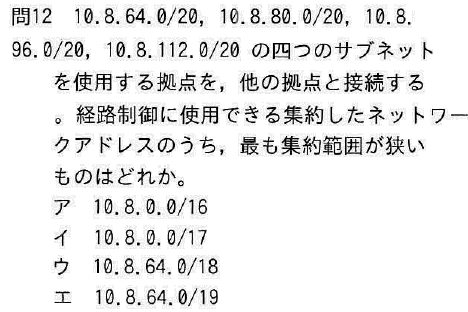 問12 10.8.64.0/20, 10.8.80.0/20, 10.8.
96.0/20, 10.8.112.0/20 の四つのサブネット
を使用する拠点を，他の拠点と接続する
。経路制御に使用できる集約したネットワー
クアドレスのうち，最も集約範囲が狭い
ものはどれか。
ア 10.8.0.0/16
イ 10.8.0.0/17
ウ 10.8.64.0/18
エ 10.8.64.0/19